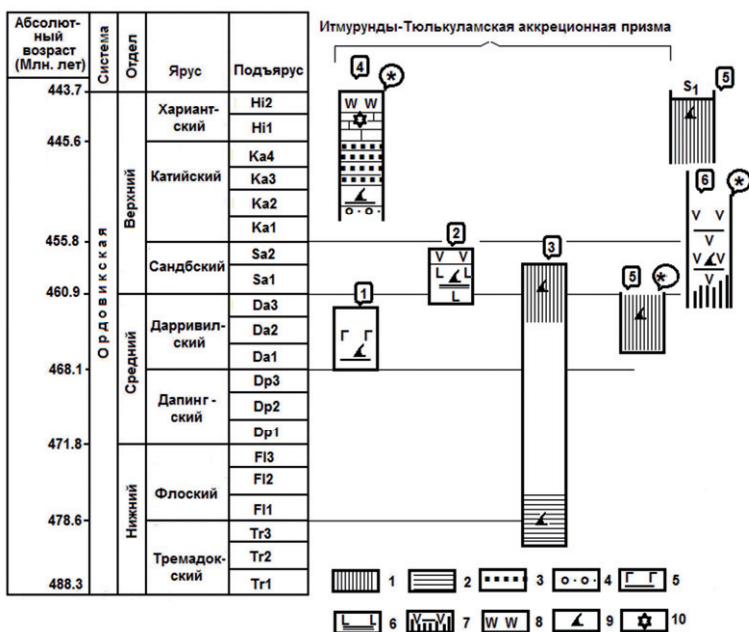 Абсолют-
ный
возраст
(Млн. лет)
Система
Отдел
Ярус
Подъярус
Итмурунды-Тюлькуламская аккреционная призма
443.7
445.6
455.8
460.9
468.1
471.8
478.6
488.3
Ордовикская
Верхний
Средний
Нижний
Хариант-
ский
Катийский
Сандбский
Дарривил-
ский
Дапинг -
ский
Флоский
Тремадок-
ский
Hi2
Hi1
Ka4
Ka3
Ka2
Ka1
Sa2
Sa1
Da3
Da2
Da1
Dp3
Dp2
Dp1
Fl3
Fl2
Fl1
Tr3
Tr2
Tr1
4 *
W W
S1 5
6 *
V V
V
V V
V
2
V V
L L
L
3
5 *
1
Г Г
1 2 3 4 Г Г 5
L L 6 V V 7 W W 8 9 10